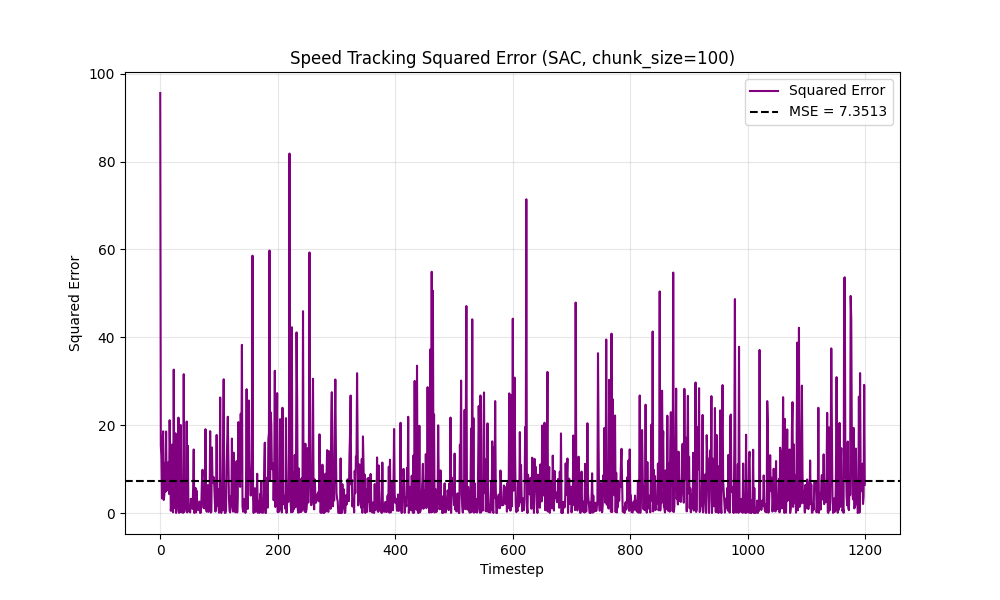 Speed Tracking Squared Error (SAC, chunk_size=100)
Squared Error
MSE = 7.3513
100
80
60
40
20
0
Squared Error
0 200 400 600 800 1000 1200
Timestep